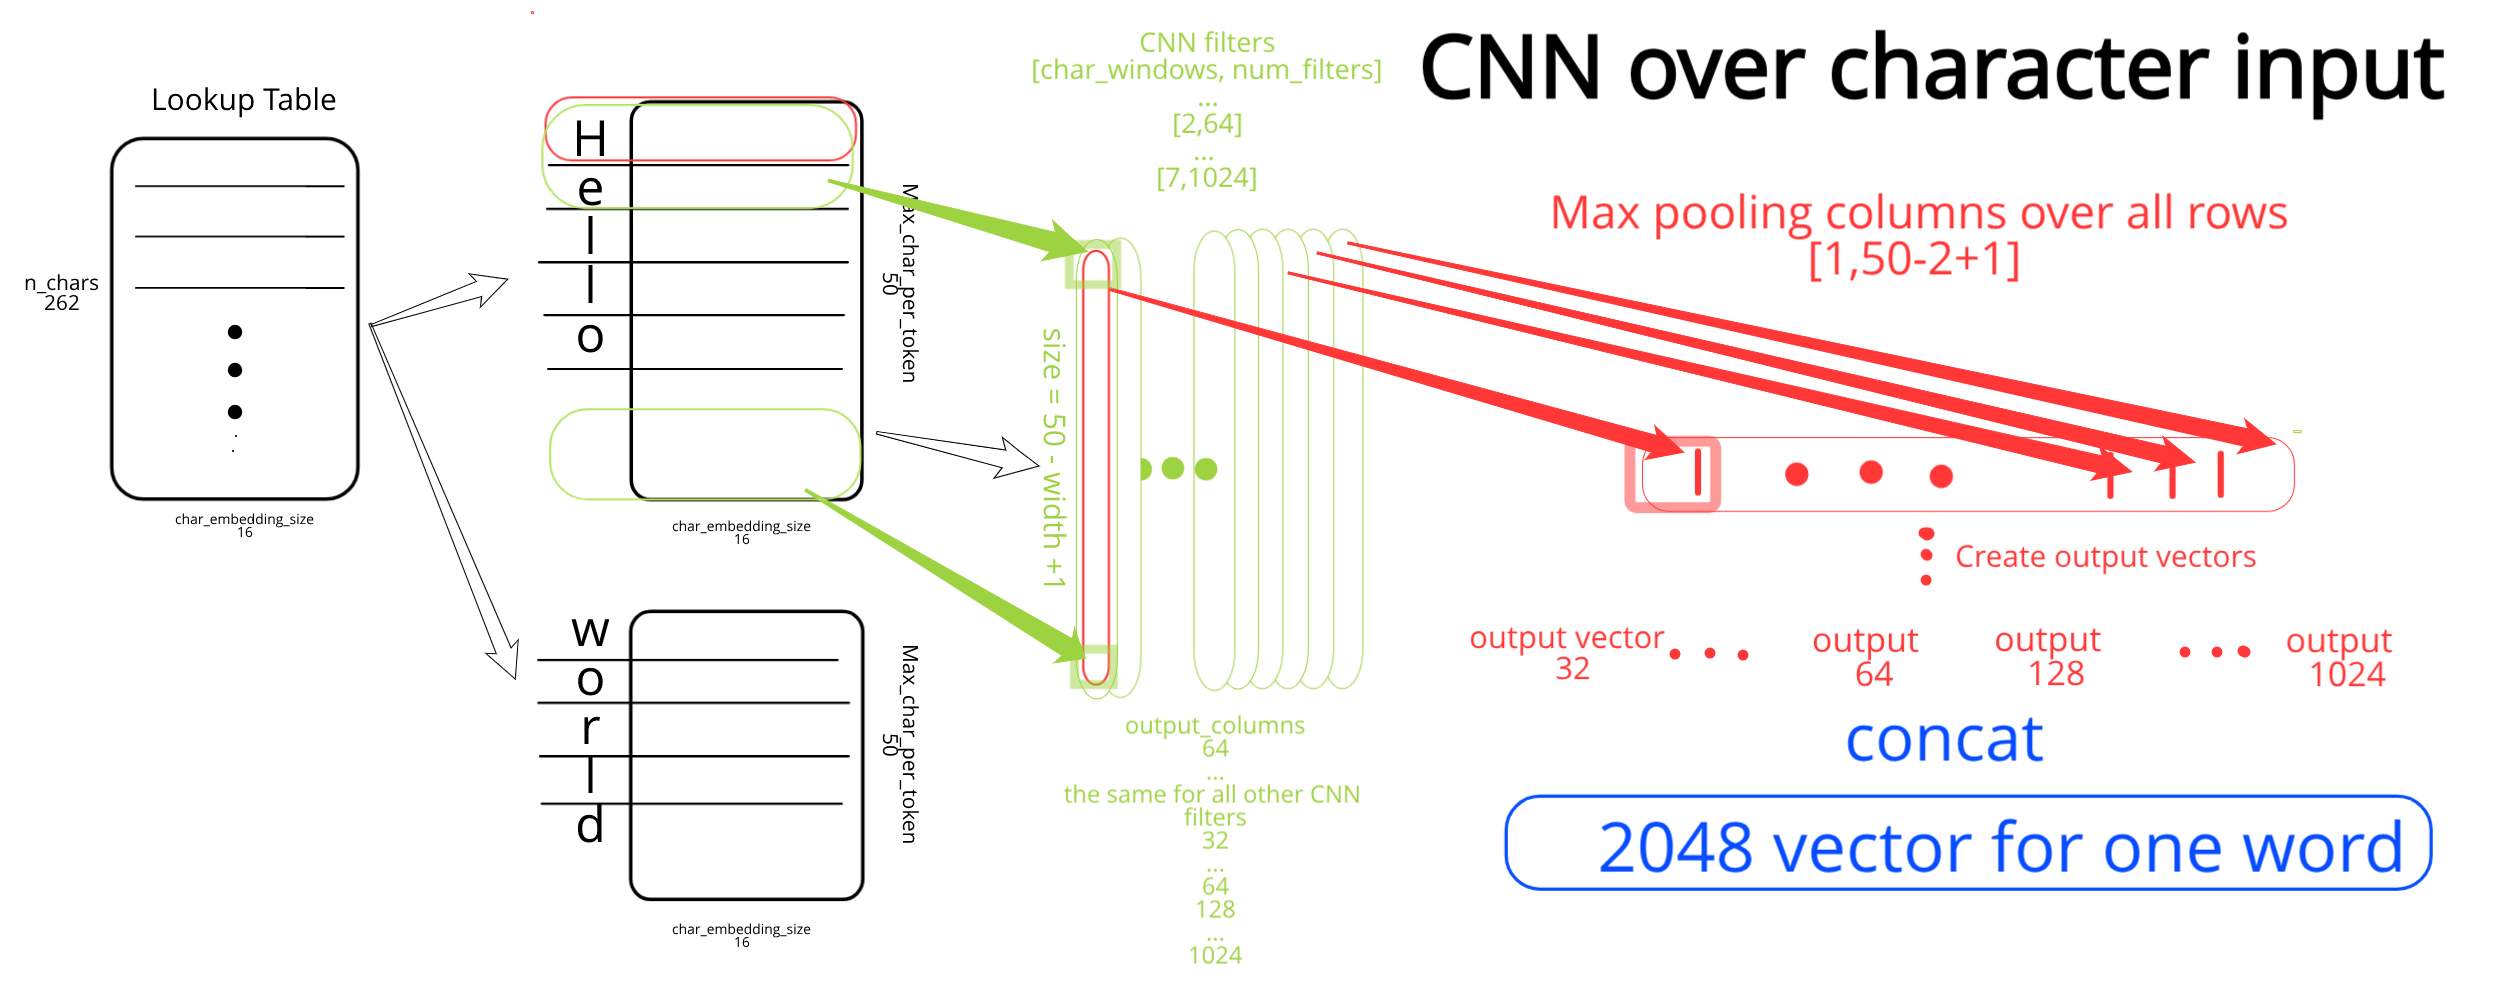 CNN over character input
Lookup Table
n_chars
262
char_embedding_size
16
H
e
l
l
o
Max_char_per_token
50
char_embedding_size
16
w
o
r
l
d
Max_char_per_token
50
char_embedding_size
16
CNN filters
[char_windows, num_filters]
...
[2,64]
...
[7,1024]
size = 50 - width +1
output_columns
64
...
the same for all other CNN
filters
32
...
64
128
...
1024
Max pooling columns over all rows
[1,50-2+1]
Create output vectors
output vector
32
output
64
output
128
output
1024
concat
2048 vector for one word